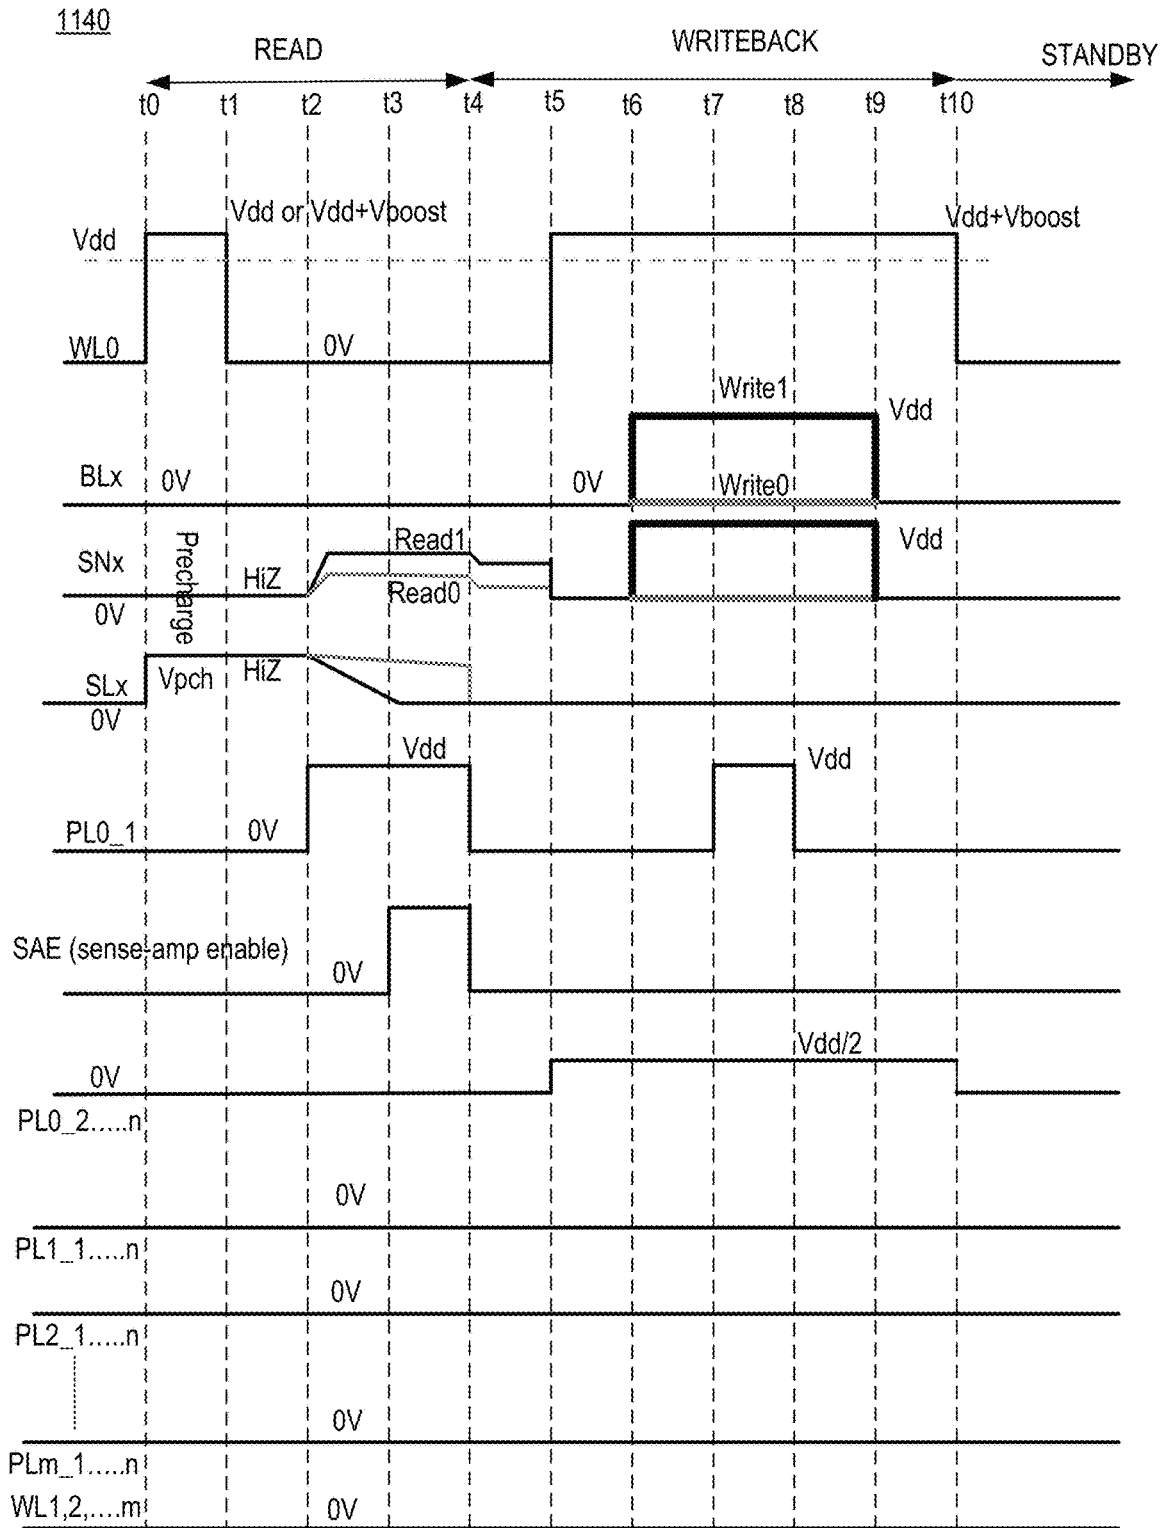 1140
READ
WRITEBACK
STANDBY
t0 t1 t2 t3 t4 t5 t6 t7 t8 t9 t10
Vdd or Vdd+Vboost
Vdd+Vboost
Vdd
WL0
0V
Write1
Vdd
BLx
0V
0V
Write0
SNx
Precharge
HiZ
Read1
Vdd
0V
Read0
SLx
Vpch
HiZ
0V
Vdd
Vdd
PL0_1
0V
SAE (sense-amp enable)
0V
Vdd/2
0V
PL0_2.....n
0V
PL1_1.....n
0V
PL2_1.....n
0V
PLm_1.....n
WL1,2,....m
0V